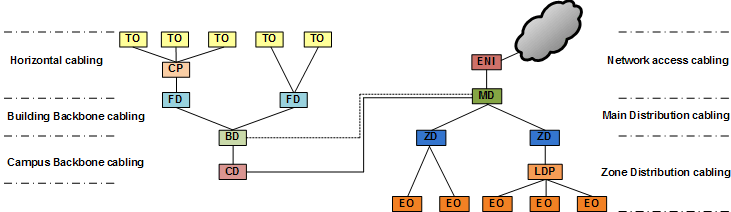 TO TO TO TO TO
Horizontal cabling
CP
ENI
Network access cabling
FD FD
MD
Building Backbone cabling
Main Distribution cabling
BD
ZD ZD
Campus Backbone cabling
CD
LDP
Zone Distribution cabling
EO EO EO EO EO